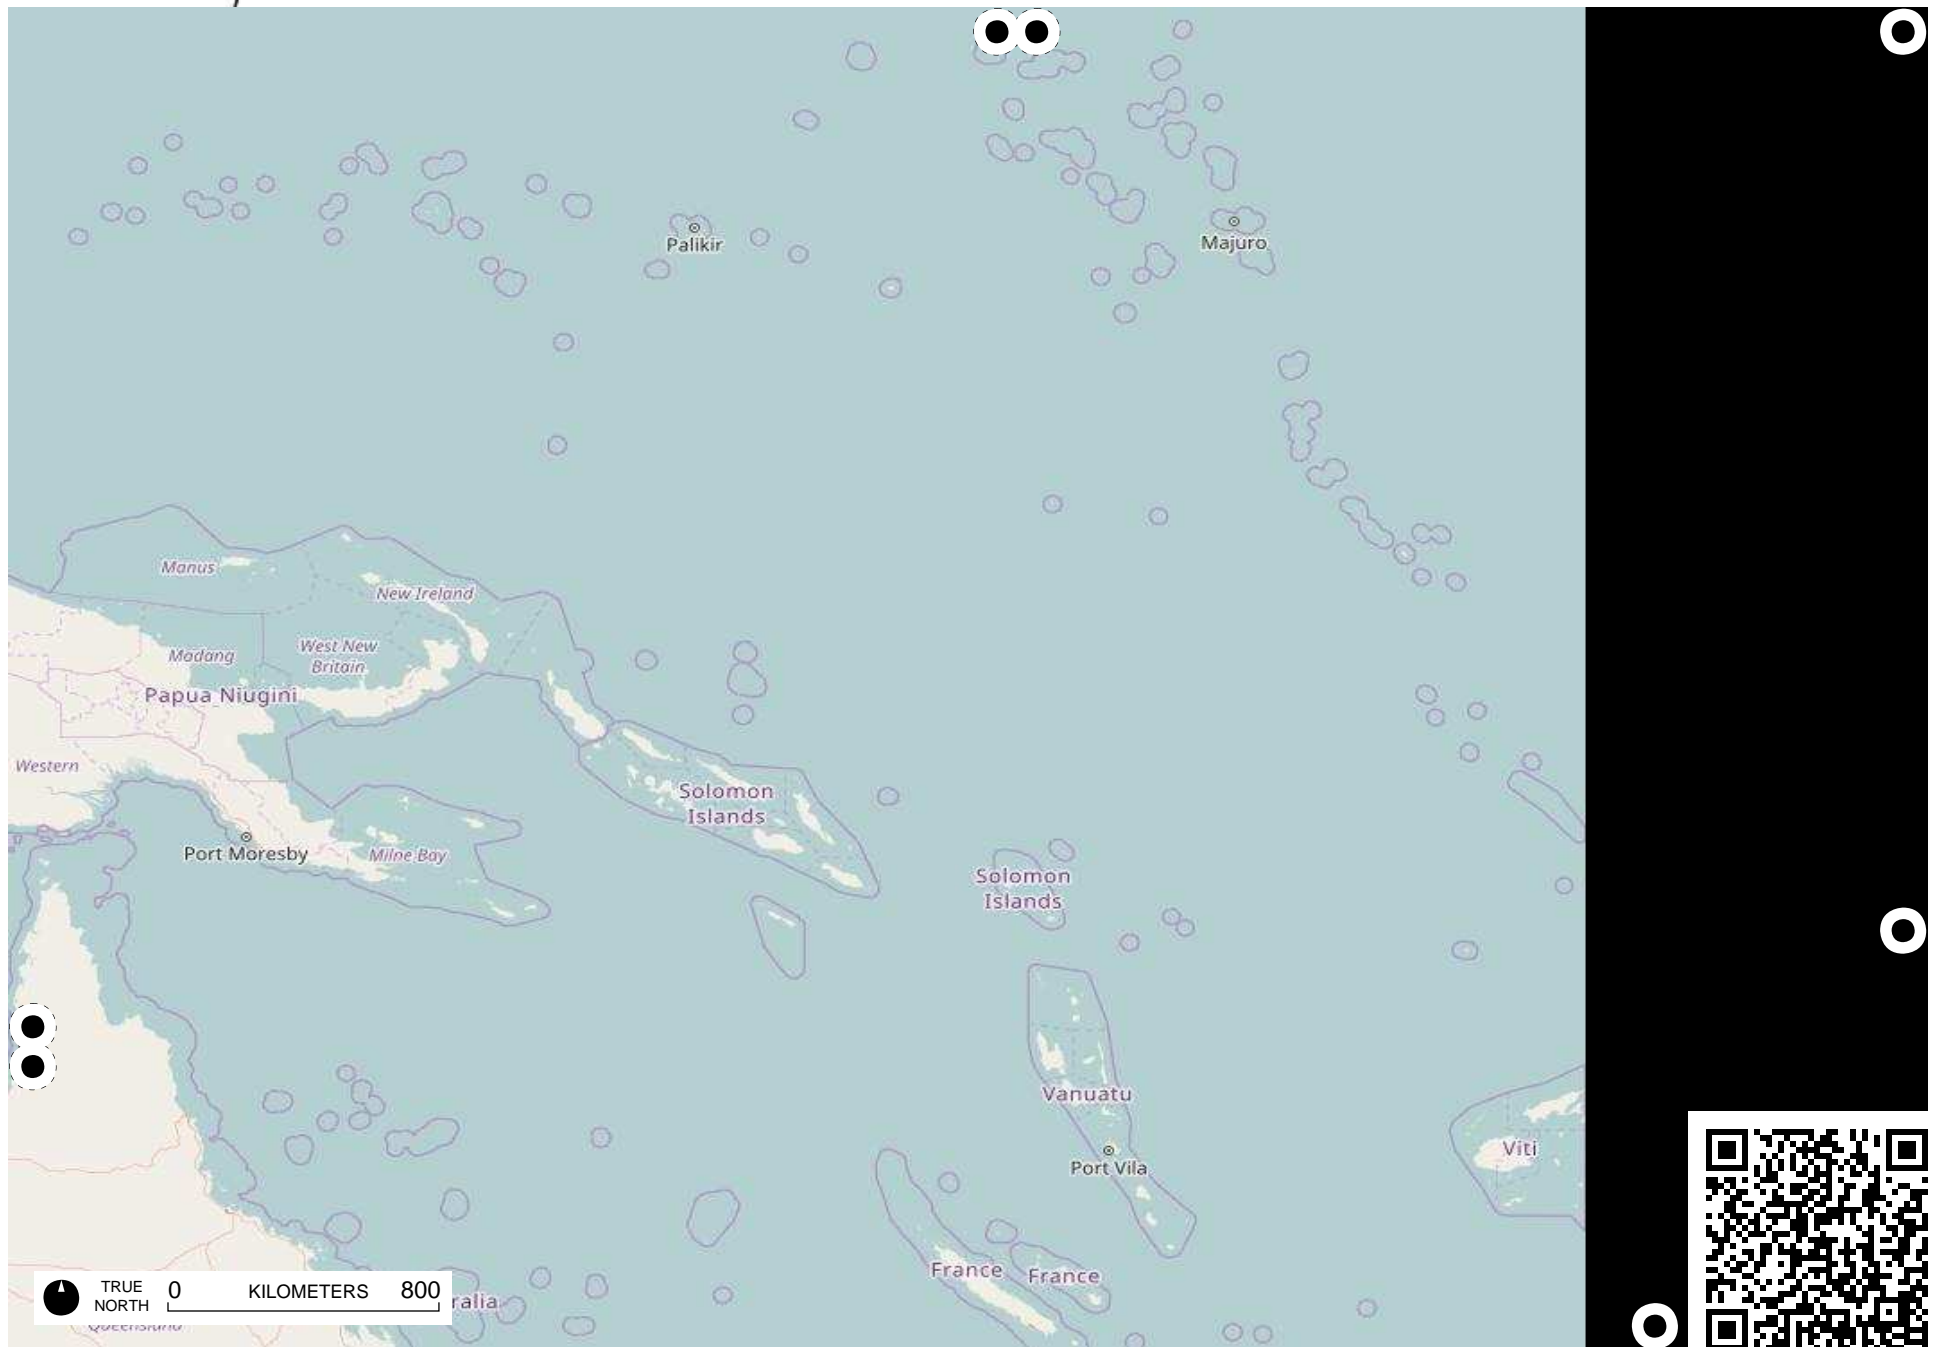 Palikir
Majuro
Manus
New Ireland
West New
Britain
Madang
Papua Niugini
Western
Solomon
Islands
Port Moresby
Milne Bay
Solomon
Islands
Vanuatu
Viti
Port Vila
France
France
TRUE
NORTH
0
KILOMETERS
800
ralia
Queensland